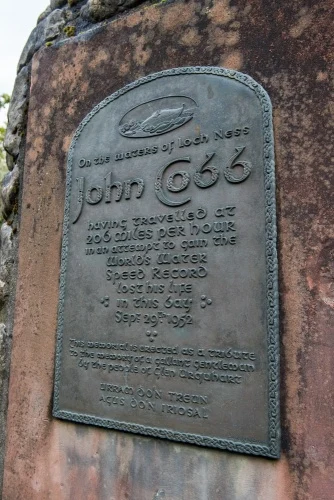 On the waters of Loch Ness
John Cobb
having travelled at
206 miles per hour
in an attempt to gain the
World's Water
Speed Record
lost his life
in this bay
Sept. 29th 1952
This memorial is erected as a tribute
to the memory of a gallant gentleman
by the people of Glen Urquhart
URRAM DON TREUN
AGUS DON IRIOSAL